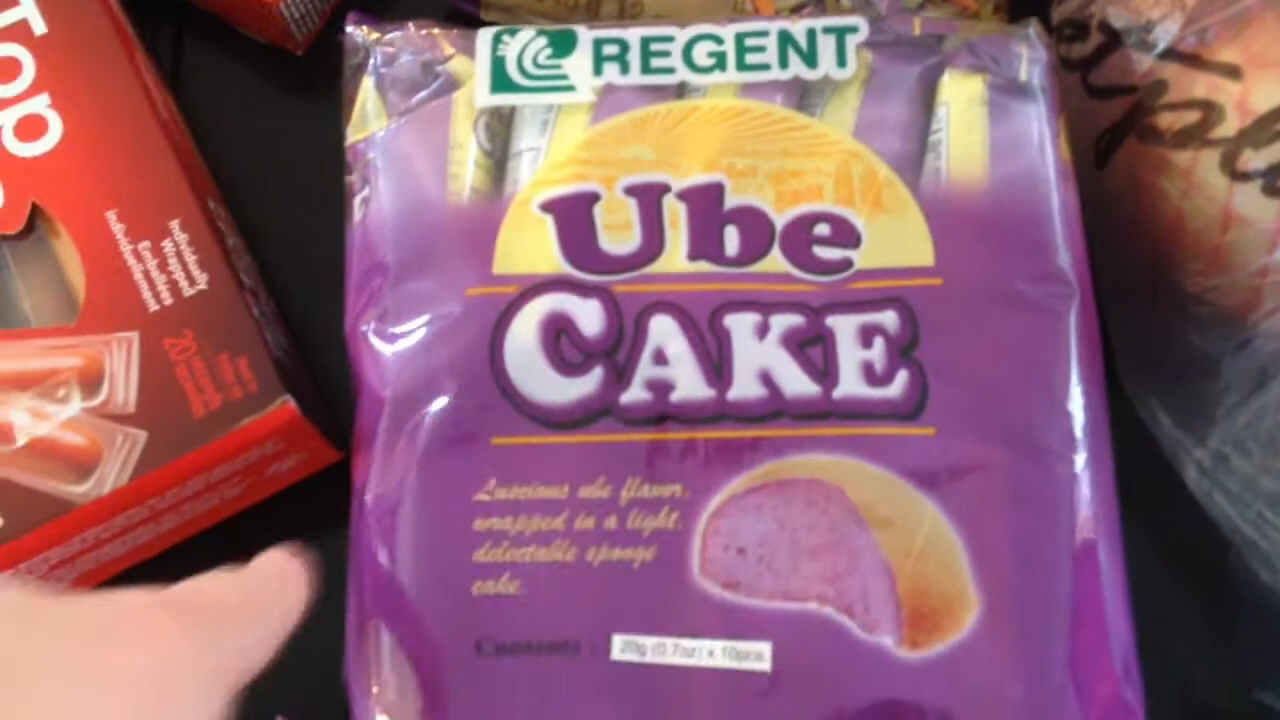 REGENT
Ube
CAKE
Luscious ube flavor,
wrapped in a light,
delectable sponge
cake.
Contents : 20g (0.7oz) x 10pcs
Top
Individually
Wrapped
Emballés
individuellement
20